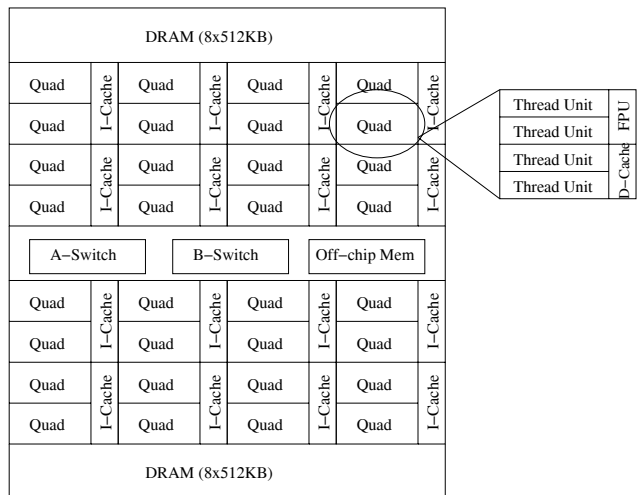 DRAM (8x512KB)
Quad Quad Quad Quad
I−Cache I−Cache I−Cache I−Cache
Quad Quad Quad Quad
Quad Quad Quad Quad
I−Cache I−Cache I−Cache I−Cache
Quad Quad Quad Quad
A−Switch B−Switch Off−chip Mem
Quad Quad Quad Quad
I−Cache I−Cache I−Cache I−Cache
Quad Quad Quad Quad
Quad Quad Quad Quad
I−Cache I−Cache I−Cache I−Cache
Quad Quad Quad Quad
DRAM (8x512KB)
Thread Unit
Thread Unit
FPU
Thread Unit
Thread Unit
D−Cache